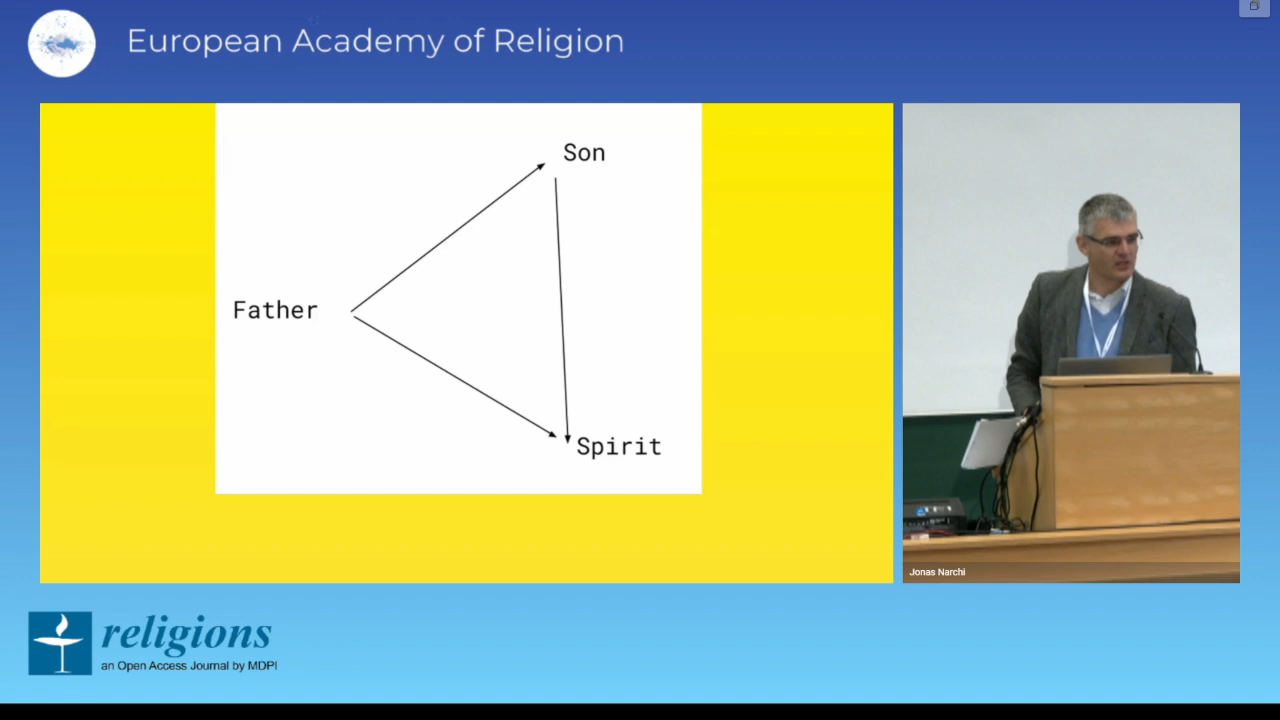 European Academy of Religion
Son
Father
Spirit
Jonas Narchi
religions
an Open Access Journal by MDPI